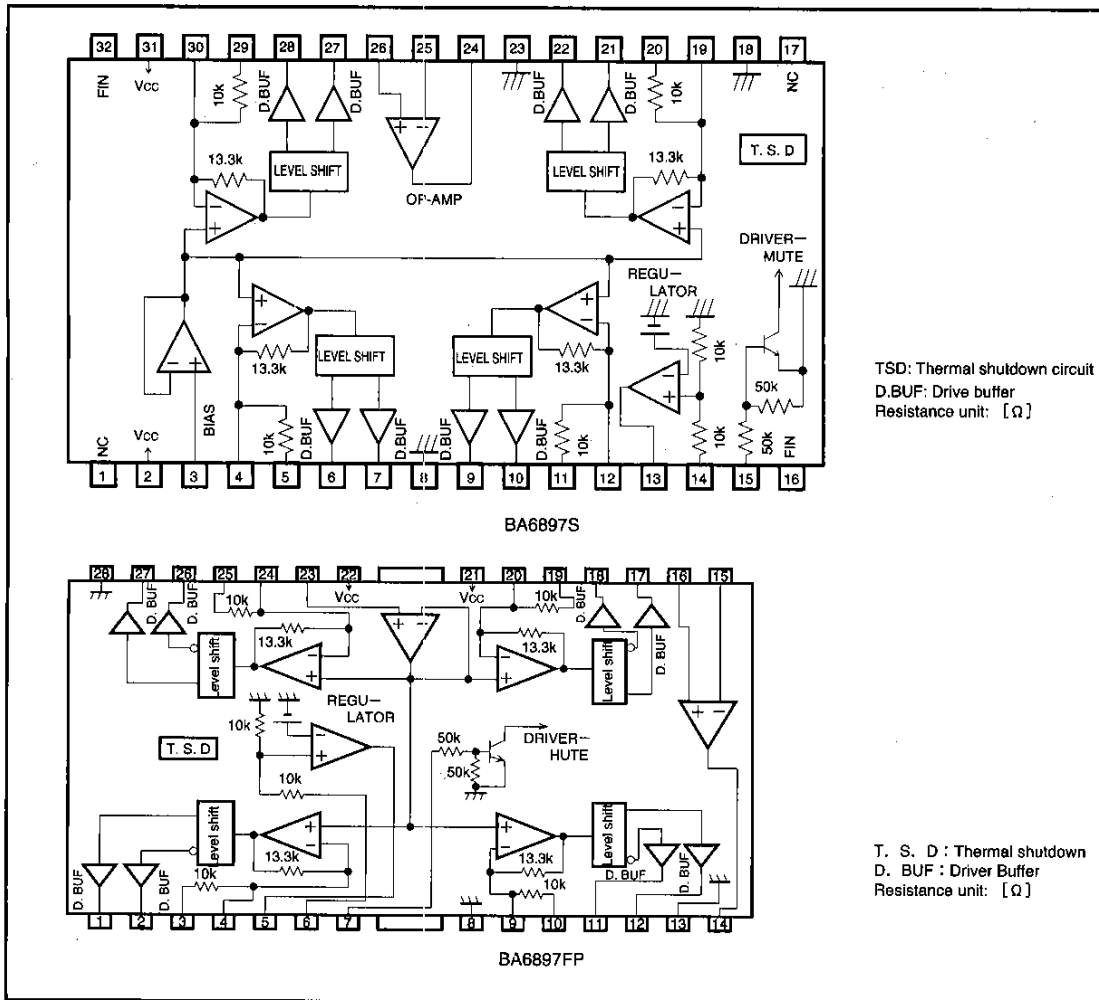 32 31 30 29 28 27 26 25 24 23 22 21 20 19 18 17
FIN
Vcc
10k
D.BUF
D.BUF
D.BUF
D.BUF
10k
NC
13.3k
LEVEL SHIFT
+ −
OP-AMP
LEVEL SHIFT
13.3k
T. S. D
−
+
−
+
DRIVER−
MUTE
REGU−
LATOR
+
−
13.3k
LEVEL SHIFT
LEVEL SHIFT
+
−
13.3k
−
+
10k
50k
− +
BIAS
NC
Vcc
10k
D.BUF
D.BUF
D.BUF
D.BUF
10k
10k
50k
FIN
1 2 3 4 5 6 7 8 9 10 11 12 13 14 15 16
BA6897S
TSD: Thermal shutdown circuit
D.BUF: Drive buffer
Resistance unit: [Ω]
28 27 26 25 24 23 22 21 20 19 18 17 16 15
D. BUF
D. BUF
10k
Vcc
Vcc
10k
D. BUF
D. BUF
13.3k
+ −
13.3k
Level shift
−
+
−
+
Level shift
REGU−
LATOR
+ −
10k
T. S. D
−
+
50k
50k
DRIVER−
HUTE
10k
Level shift
+
−
+
−
Level shift
13.3k
13.3k
D. BUF
D. BUF
10k
10k
D. BUF
D. BUF
1 2 3 4 5 6 7 8 9 10 11 12 13 14
BA6897FP
T. S. D : Thermal shutdown
D. BUF : Driver Buffer
Resistance unit: [Ω]